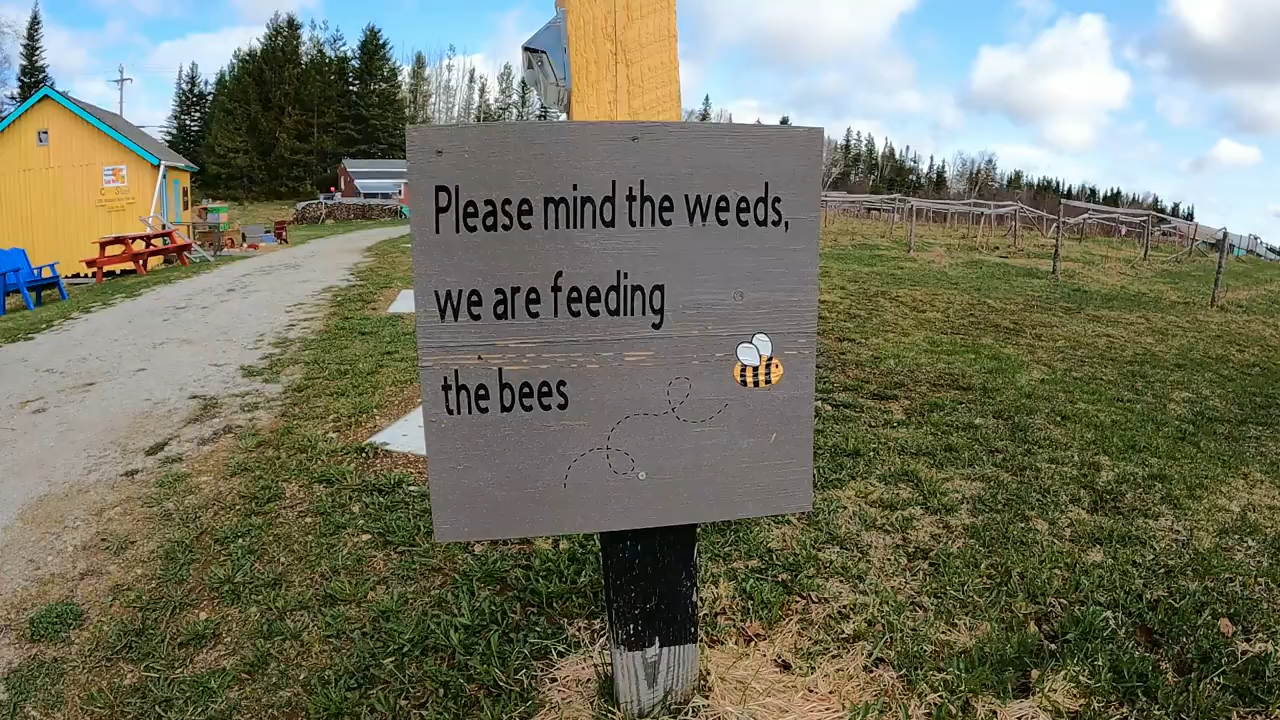 Please mind the weeds,
we are feeding
the bees